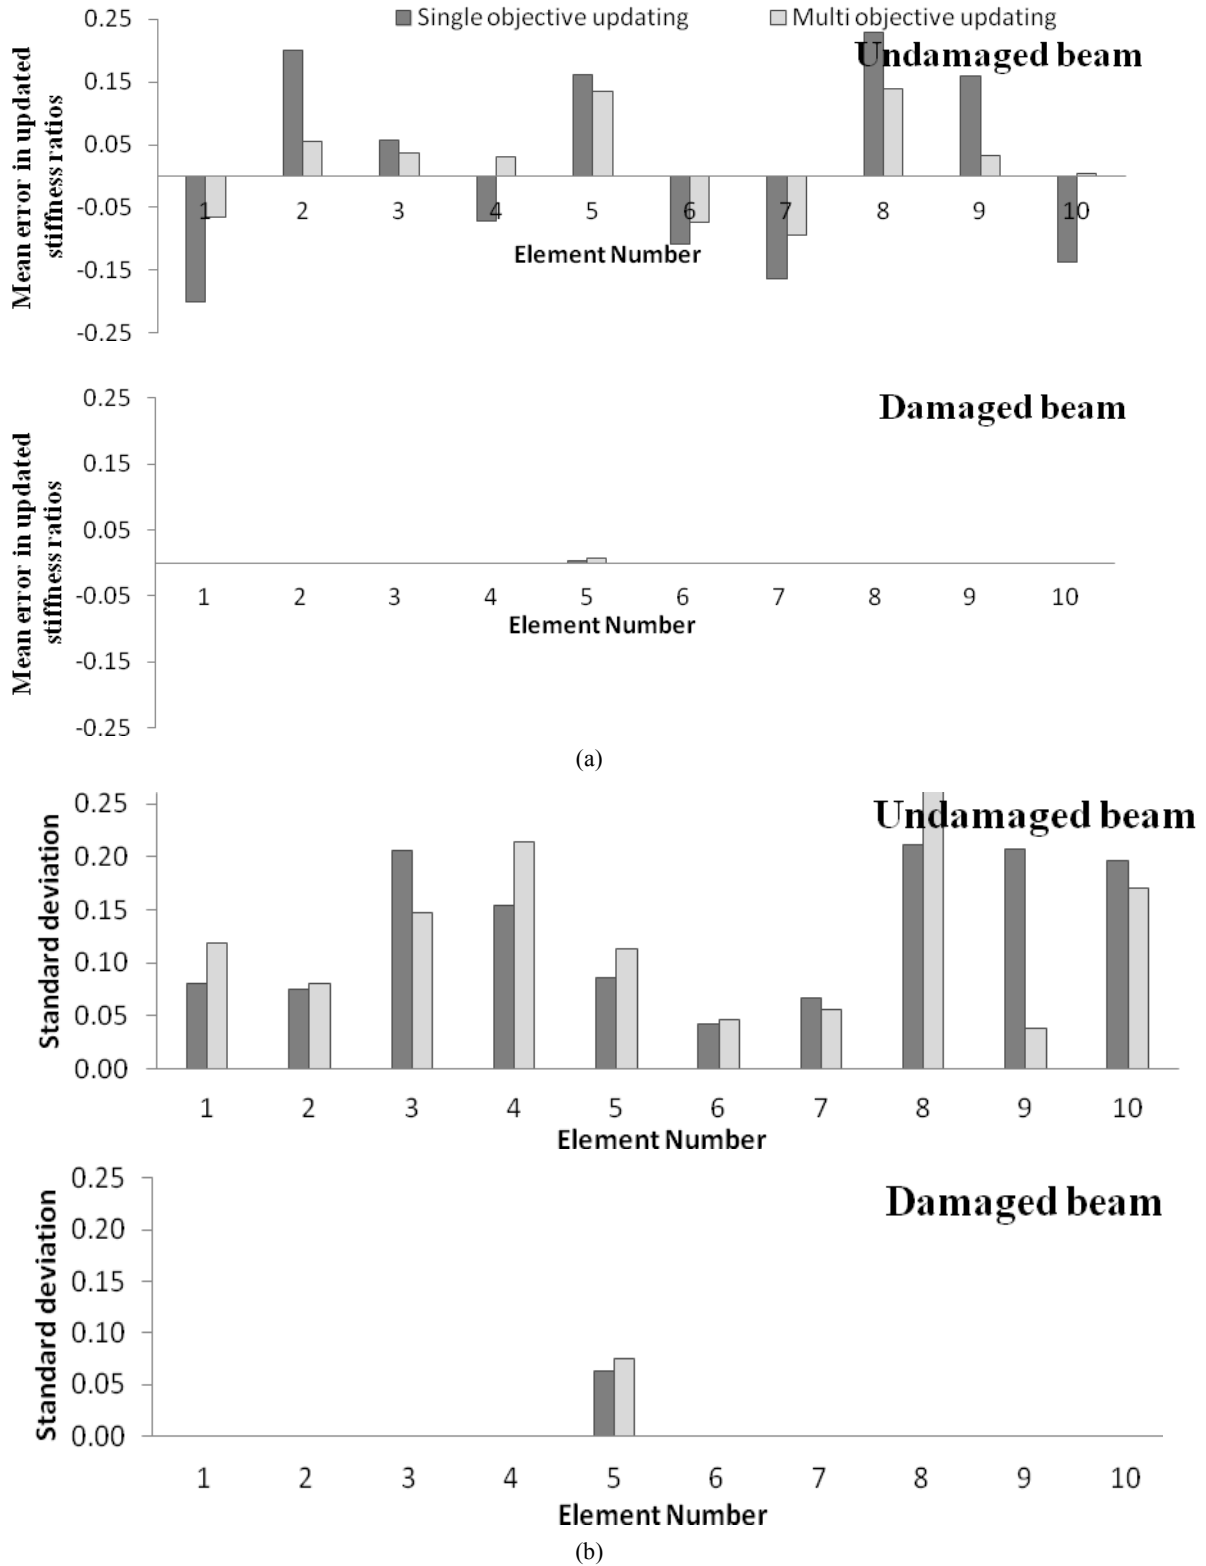 Single objective updating Multi objective updating
Undamaged beam
Mean error in updated
stiffness ratios
0.25
0.15
0.05
-0.05
-0.15
-0.25
1 2 3 4 5 6 7 8 9 10
Element Number
Damaged beam
Mean error in updated
stiffness ratios
0.25
0.15
0.05
-0.05
-0.15
-0.25
1 2 3 4 5 6 7 8 9 10
Element Number
(a)
Undamaged beam
Standard deviation
0.25
0.20
0.15
0.10
0.05
0.00
1 2 3 4 5 6 7 8 9 10
Element Number
Damaged beam
Standard deviation
0.25
0.20
0.15
0.10
0.05
0.00
1 2 3 4 5 6 7 8 9 10
Element Number
(b)